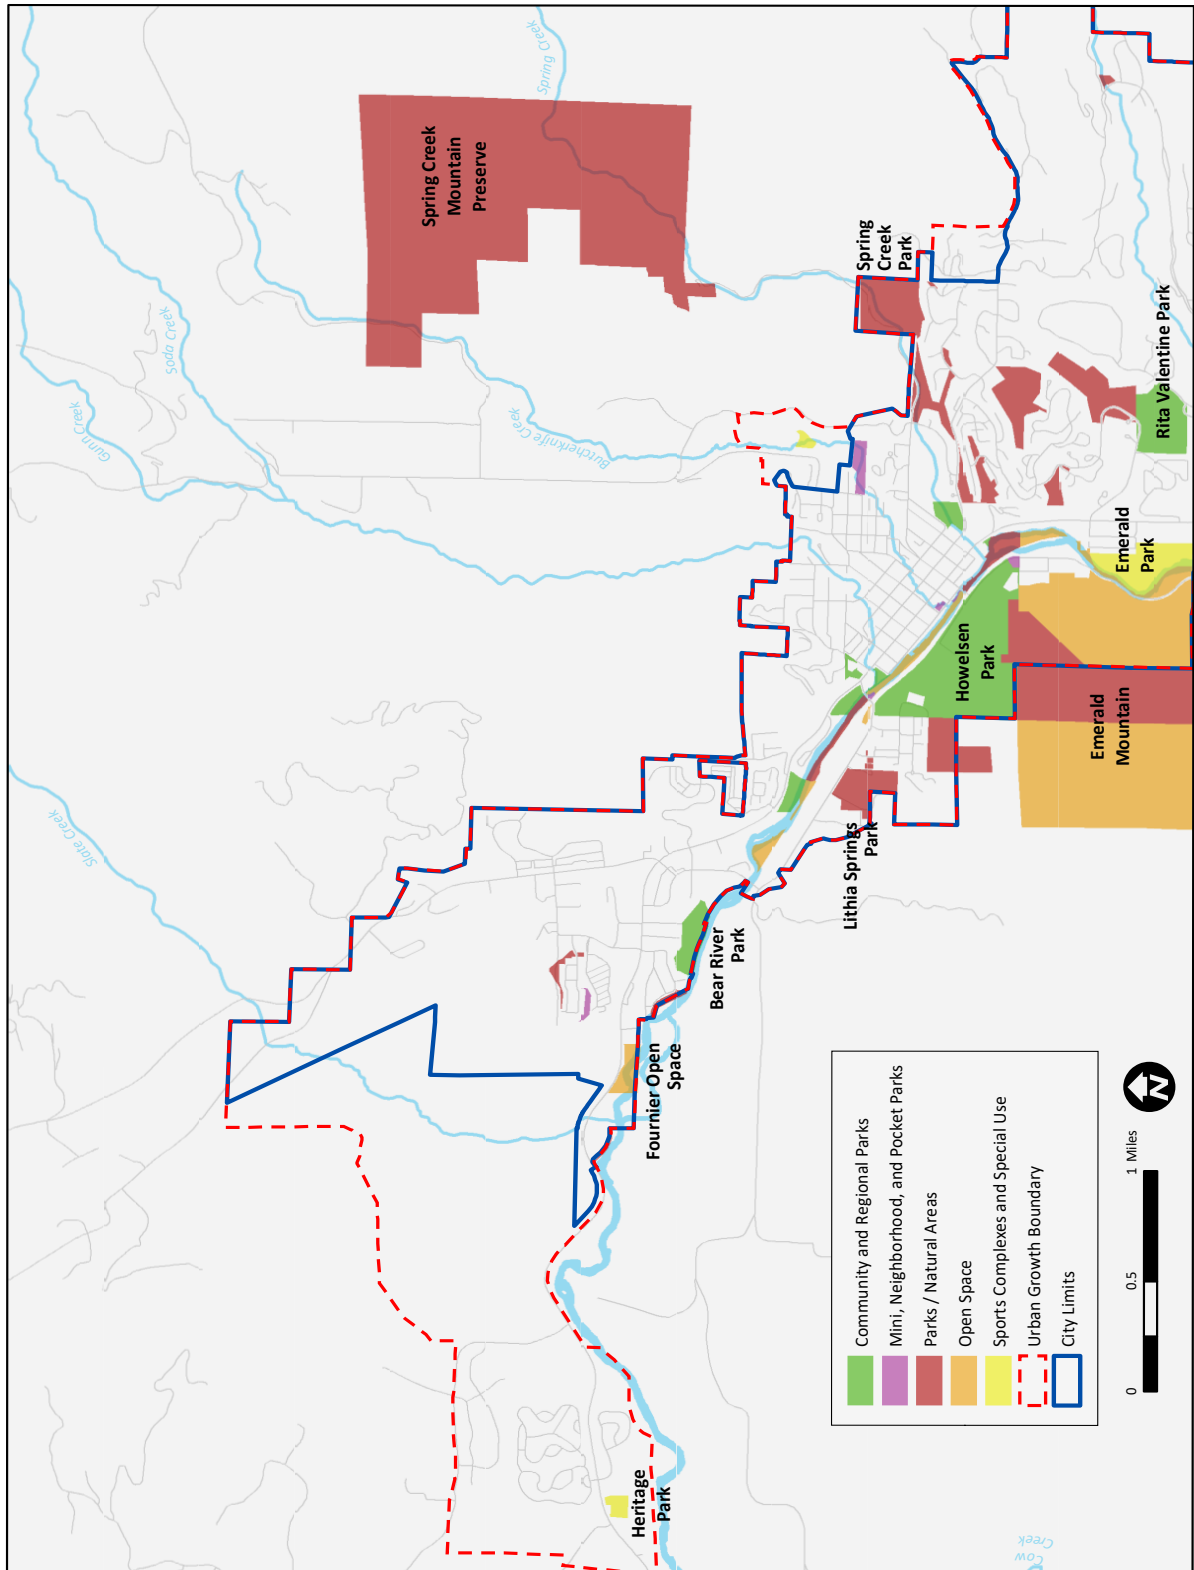 Spring Creek
Spring Creek
Mountain
Preserve
Soda Creek
Gunn Creek
Butcherknife Creek
Slate Creek
Spring
Creek
Park
Rita Valentine Park
Emerald
Park
Howelsen
Park
Emerald
Mountain
Lithia Springs
Park
Bear River
Park
Fournier Open
Space
Heritage
Park
Cow
Creek
Community and Regional Parks
Mini, Neighborhood, and Pocket Parks
Parks / Natural Areas
Open Space
Sports Complexes and Special Use
Urban Growth Boundary
City Limits
0 0.5 1 Miles
N